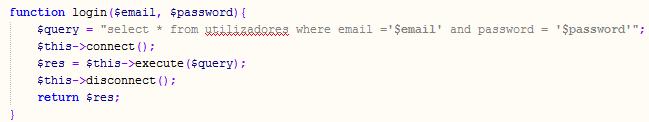 function login($email, $password){
$query = "select * from utilizadores where email ='$email' and password = '$password'";
$this->connect();
$res = $this->execute($query);
$this->disconnect();
return $res;
}